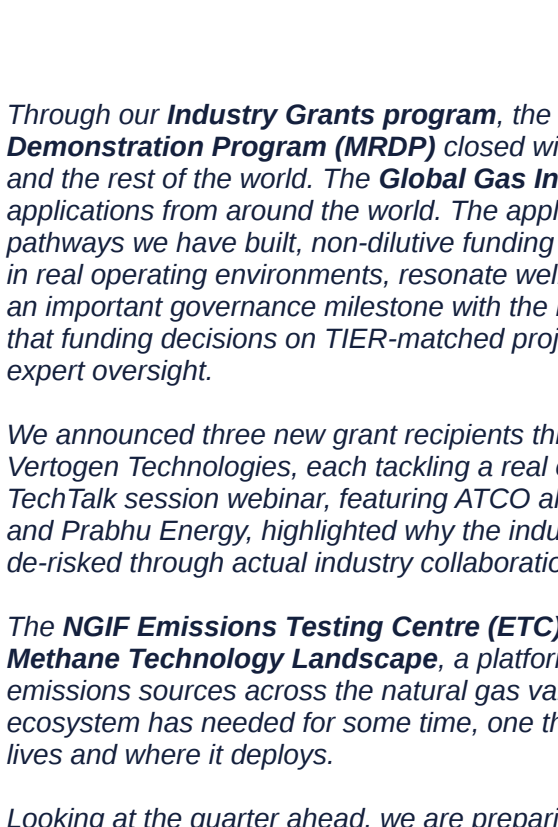 Through our Industry Grants program, the
Demonstration Program (MRDP) closed wi
and the rest of the world. The Global Gas In
applications from around the world. The appl
pathways we have built, non-dilutive funding
in real operating environments, resonate wel
an important governance milestone with the
that funding decisions on TIER-matched proj
expert oversight.
We announced three new grant recipients thi
Vertogen Technologies, each tackling a real
TechTalk session webinar, featuring ATCO al
and Prabhu Energy, highlighted why the indu
de-risked through actual industry collaboratio
The NGIF Emissions Testing Centre (ETC)
Methane Technology Landscape, a platfor
emissions sources across the natural gas va
ecosystem has needed for some time, one th
lives and where it deploys.
Looking at the quarter ahead, we are prepari